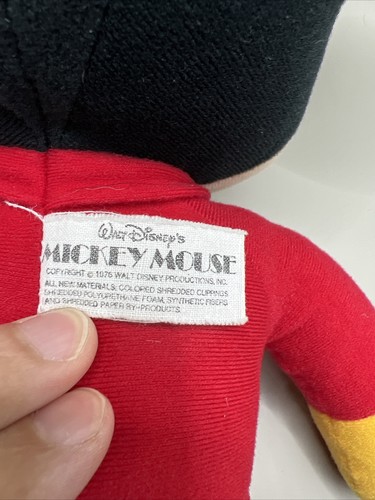 Walt Disney's
MICKEY MOUSE
COPYRIGHT © 1976 WALT DISNEY PRODUCTIONS, INC.
ALL NEW MATERIALS: COLORED SHREDDED CLIPPINGS
SHREDDED POLYURETHANE FOAM, SYNTHETIC FIBERS
AND SHREDDED PAPER BY-PRODUCTS